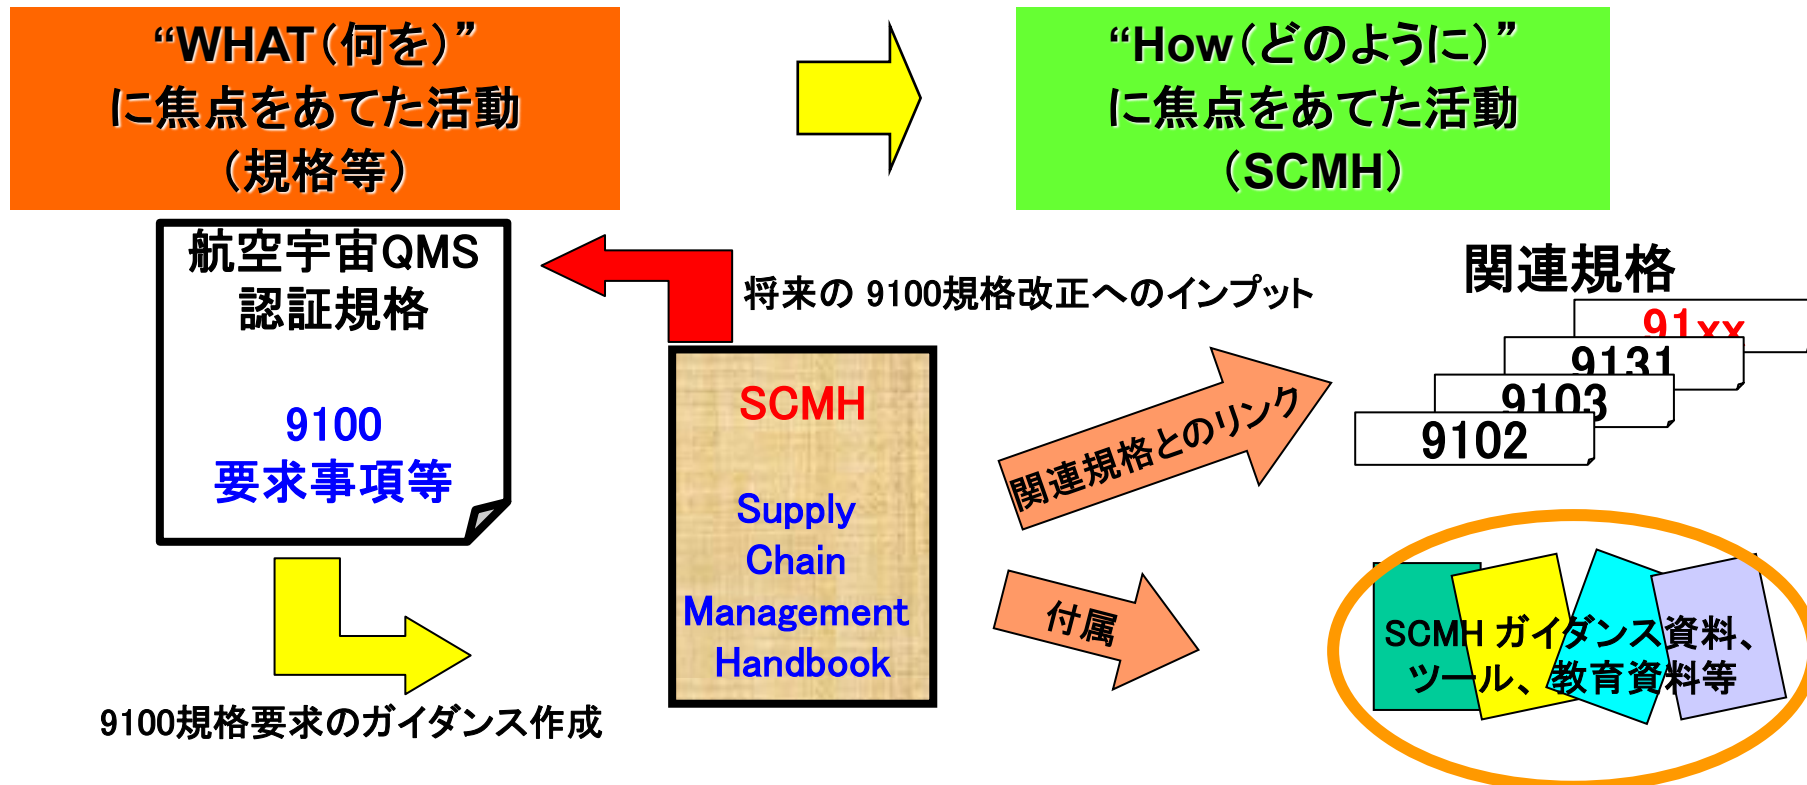 “WHAT（何を）”
に焦点をあてた活動
（規格等）
“How（どのように）”
に焦点をあてた活動
（SCMH）
航空宇宙QMS
認証規格
9100
要求事項等
将来の 9100規格改正へのインプット
関連規格
91xx
9131
9103
9102
SCMH
Supply
Chain
Management
Handbook
関連規格とのリンク
付属
SCMH ガイダンス資料、
ツール、教育資料等
9100規格要求のガイダンス作成